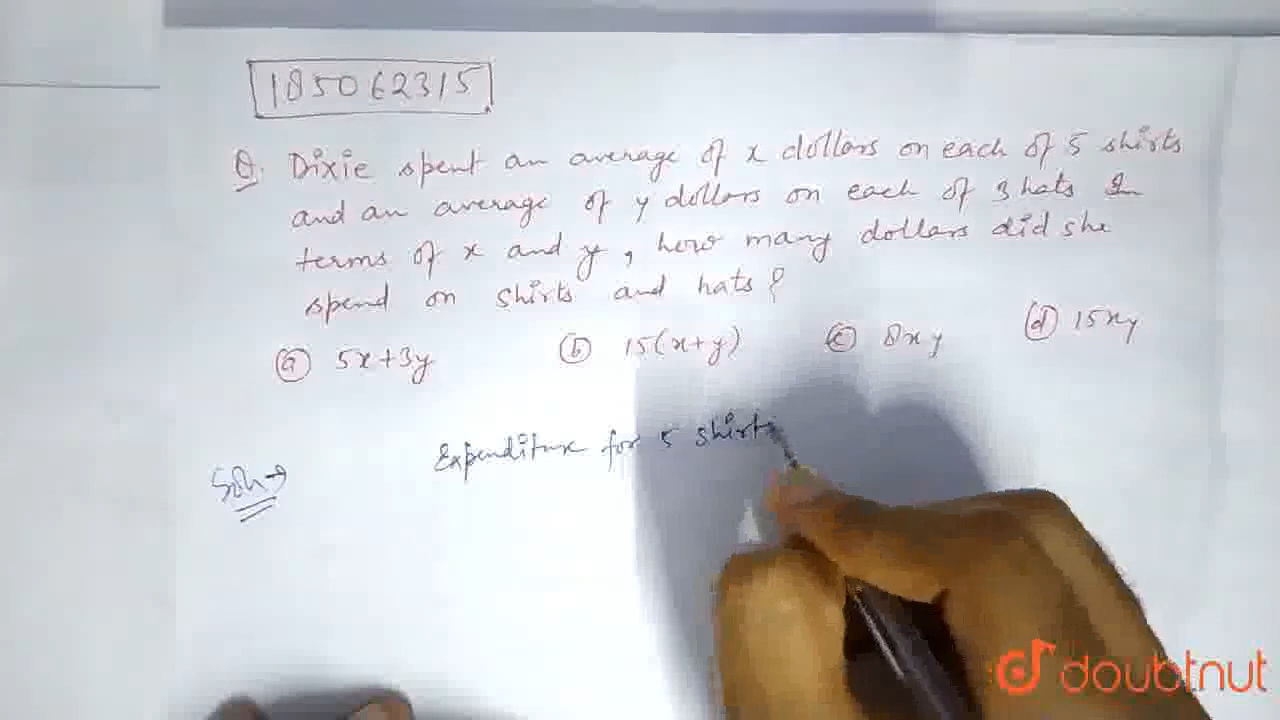 185062315
Q. Dixie spent an average of x dollars on each of 5 shirts
and an average of y dollars on each of 3 hats In
terms of x and y, how many dollars did she
spend on shirts and hats?
(a) 5x+3y (b) 15(x+y) (c) 8xy (d) 15xy
Expenditure for 5 shirts
Soln→
doubtnut